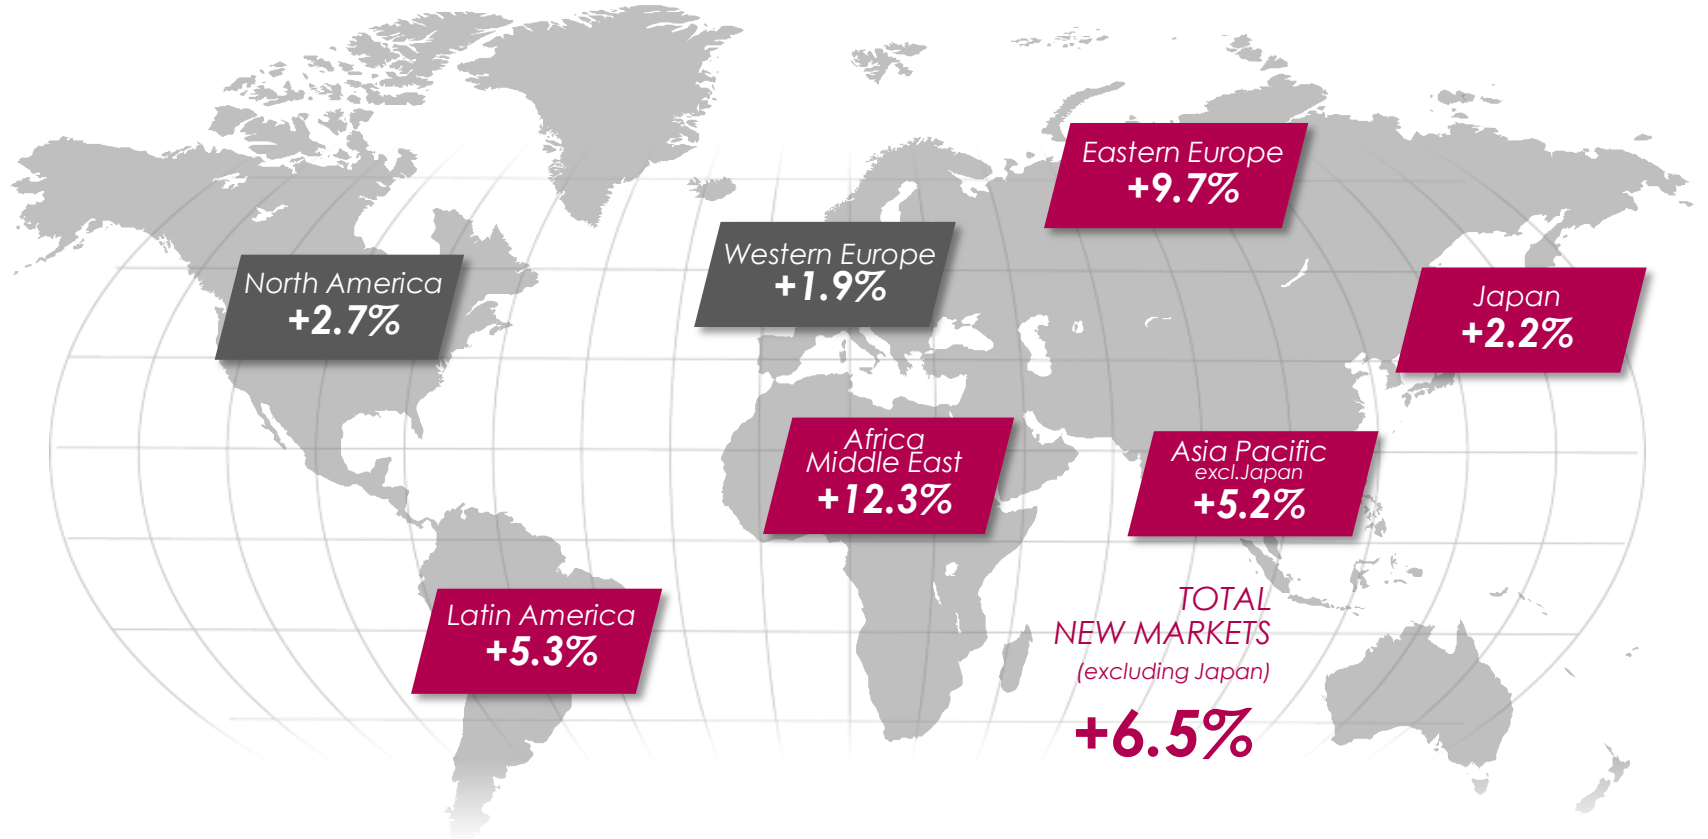 Eastern Europe
+9.7%
Western Europe
+1.9%
North America
+2.7%
Japan
+2.2%
Africa
Middle East
+12.3%
Asia Pacific
excl.Japan
+5.2%
Latin America
+5.3%
TOTAL
NEW MARKETS
(excluding Japan)
+6.5%